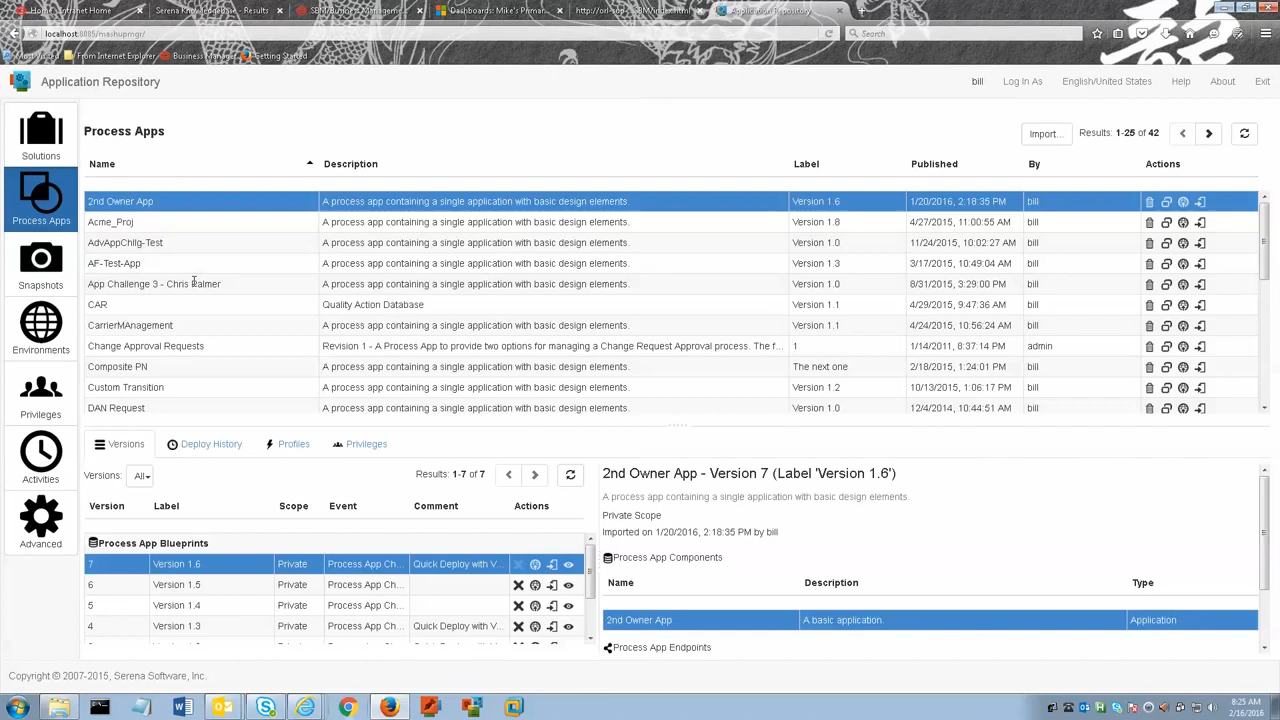 Home - Intranet Home
Serena Knowledgebase - Results
SBM(Business Manageme...
Dashboards: Mike's Permar...
Application Repository
localhost:8085/mashupmgr/
Search
Most Visited
From Internet Explorer
Business Manager
Getting Started
Application Repository
bill
Log In As
English/United States
Help
About
Exit
Solutions
Process Apps
Snapshots
Environments
Privileges
Activities
Advanced
Process Apps
Import...
Results: 1-25 of 42
Name Description Label Published By Actions
2nd Owner App A process app containing a single application with basic design elements. Version 1.6 1/20/2016, 2:18:35 PM bill
Acme_Proj A process app containing a single application with basic design elements. Version 1.8 4/27/2015, 11:00:55 AM bill
AdvAppChllg-Test A process app containing a single application with basic design elements. Version 1.0 11/24/2015, 10:02:27 AM bill
AF-Test-App A process app containing a single application with basic design elements. Version 1.3 3/17/2015, 10:49:04 AM bill
App Challenge 3 - Chris Palmer A process app containing a single application with basic design elements. Version 1.0 8/31/2015, 3:29:00 PM bill
CAR Quality Action Database Version 1.1 4/29/2015, 9:47:36 AM bill
CarrierMAnagement A process app containing a single application with basic design elements. Version 1.1 4/24/2015, 10:56:24 AM bill
Change Approval Requests Revision 1 - A Process App to provide two options for managing a Change Request Approval process. The f... 1 1/14/2011, 8:37:14 PM admin
Composite PN A process app containing a single application with basic design elements. The next one 2/18/2015, 1:24:01 PM bill
Custom Transition A process app containing a single application with basic design elements. Version 1.2 10/13/2015, 1:06:17 PM bill
DAN Request A process app containing a single application with basic design elements. Version 1.0 12/4/2014, 10:44:51 AM bill
Versions Deploy History Profiles Privileges
Versions: All
Results: 1-7 of 7
Version Label Scope Event Comment Actions
Process App Blueprints
7 Version 1.6 Private Process App Ch... Quick Deploy with V...
6 Version 1.5 Private Process App Ch...
5 Version 1.4 Private Process App Ch...
4 Version 1.3 Private Process App Ch... Quick Deploy with V...
2nd Owner App - Version 7 (Label 'Version 1.6')
A process app containing a single application with basic design elements.
Private Scope
Imported on 1/20/2016, 2:18:35 PM by bill
Process App Components
Name Description Type
2nd Owner App A basic application. Application
Process App Endpoints
Copyright © 2007-2015, Serena Software, Inc.
8:25 AM
2/16/2016